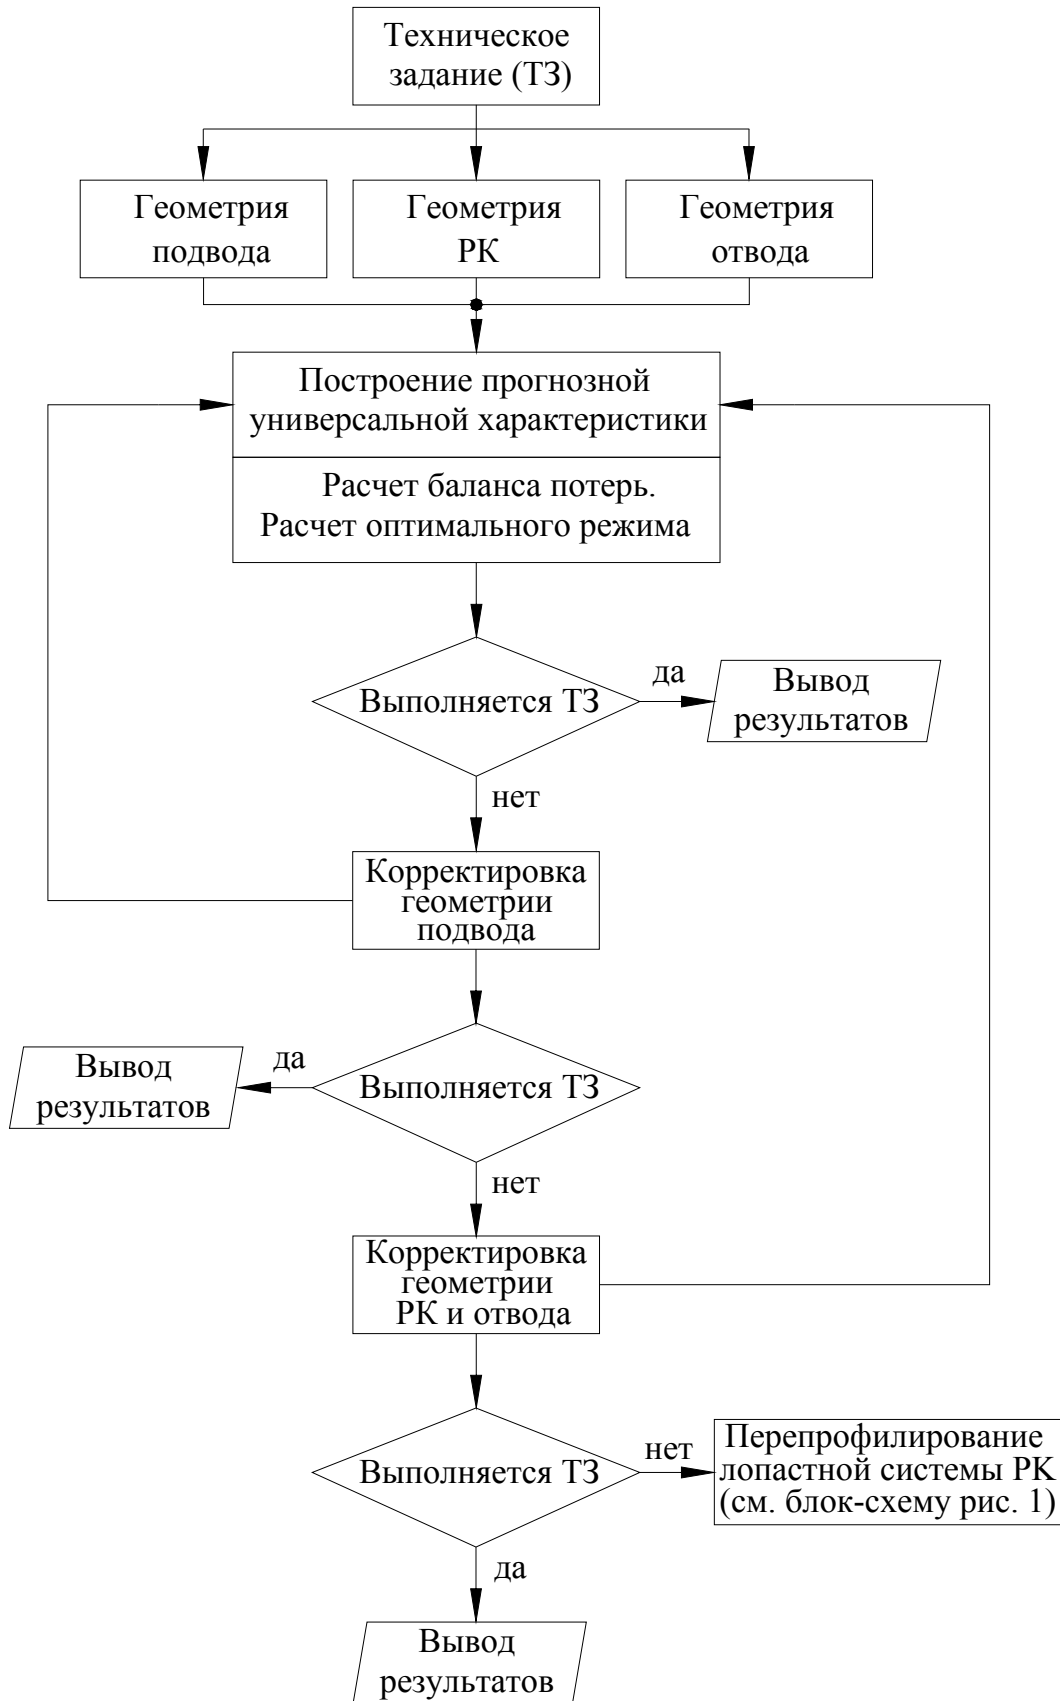 Техническое
задание (ТЗ)
Геометрия
подвода
Геометрия
РК
Геометрия
отвода
Построение прогнозной
универсальной характеристики
Расчет баланса потерь.
Расчет оптимального режима
Выполняется ТЗ
да
Вывод
результатов
нет
Корректировка
геометрии
подвода
Выполняется ТЗ
да
Вывод
результатов
нет
Корректировка
геометрии
РК и отвода
Выполняется ТЗ
нет
Перепрофилирование
лопастной системы РК
(см. блок-схему рис. 1)
да
Вывод
результатов